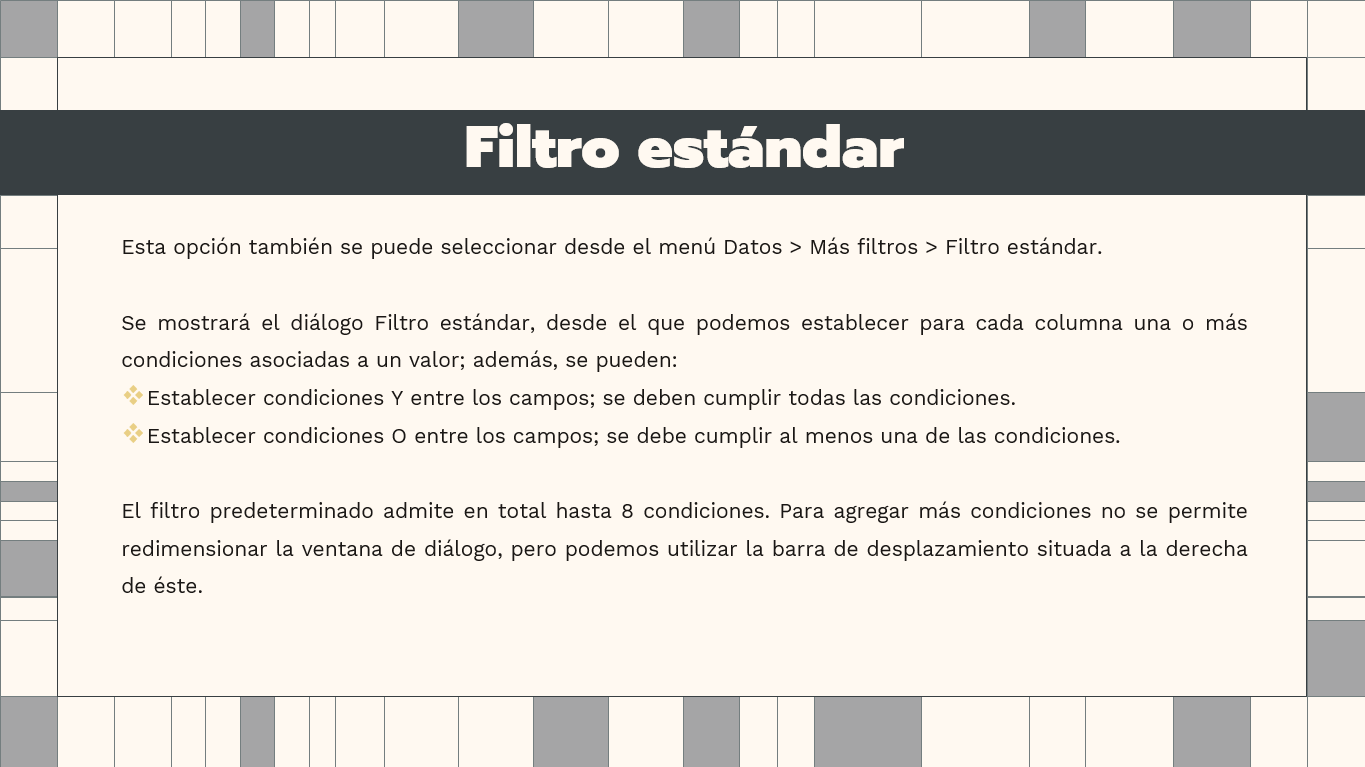 Filtro estándar
Esta opción también se puede seleccionar desde el menú Datos > Más filtros > Filtro estándar.
Se mostrará el diálogo Filtro estándar, desde el que podemos establecer para cada columna una o más
condiciones asociadas a un valor; además, se pueden:
❖Establecer condiciones Y entre los campos; se deben cumplir todas las condiciones.
❖Establecer condiciones O entre los campos; se debe cumplir al menos una de las condiciones.
El filtro predeterminado admite en total hasta 8 condiciones. Para agregar más condiciones no se permite
redimensionar la ventana de diálogo, pero podemos utilizar la barra de desplazamiento situada a la derecha
de éste.